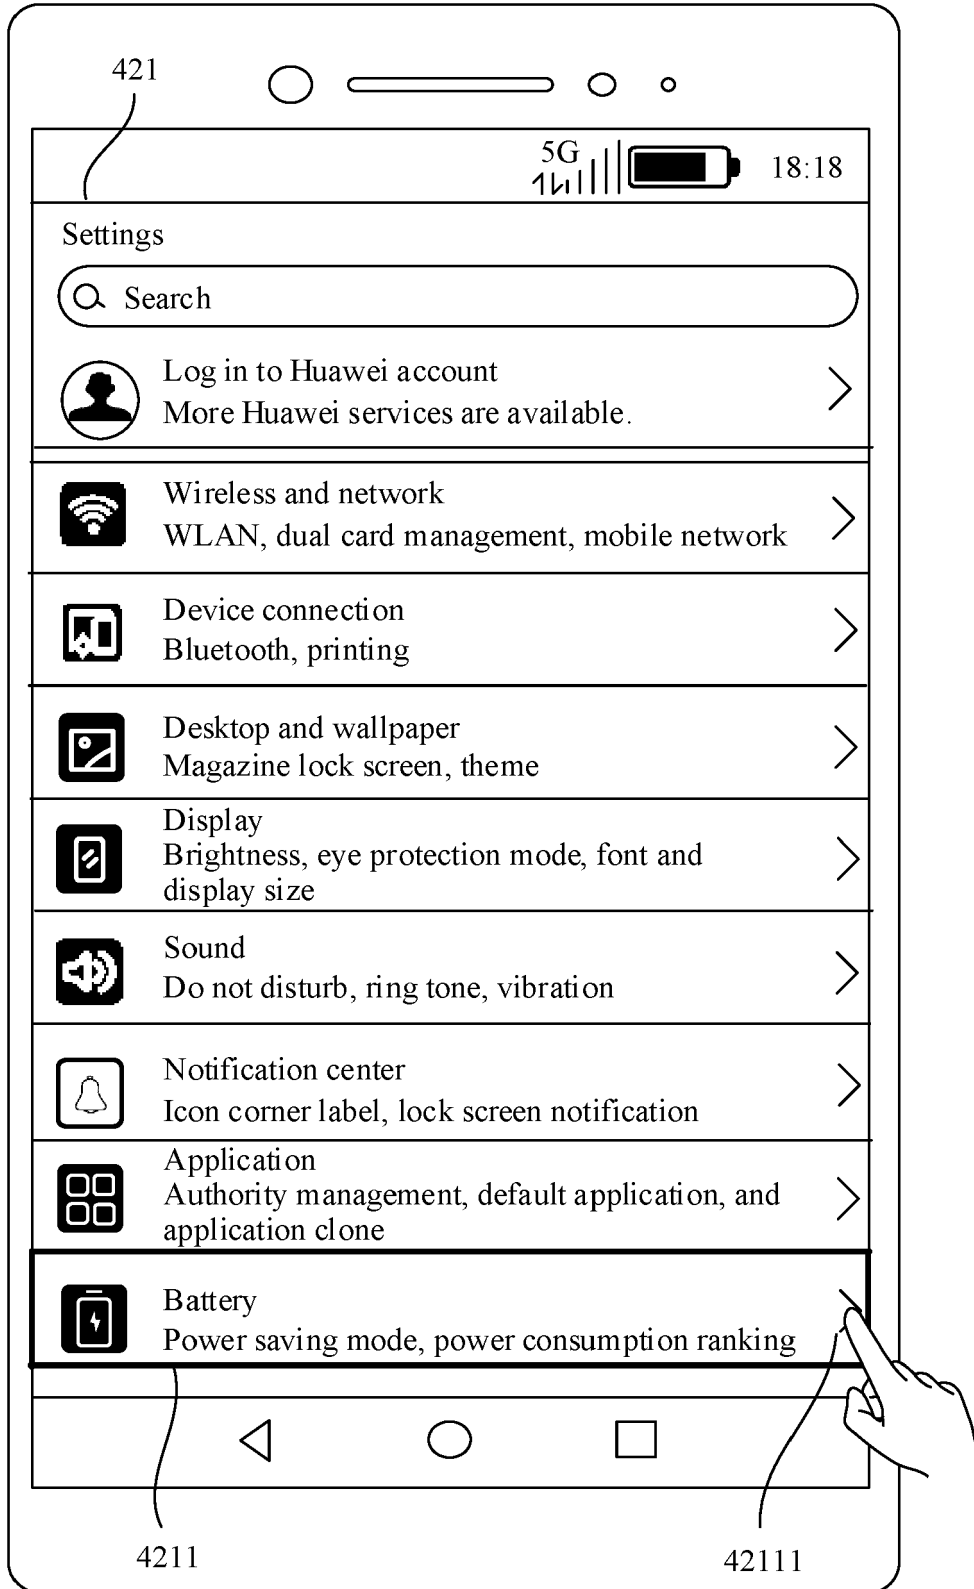 421
5G
18:18
Settings
Search
Log in to Huawei account
More Huawei services are available.
Wireless and network
WLAN, dual card management, mobile network
Device connection
Bluetooth, printing
Desktop and wallpaper
Magazine lock screen, theme
Display
Brightness, eye protection mode, font and
display size
Sound
Do not disturb, ring tone, vibration
Notification center
Icon corner label, lock screen notification
Application
Authority management, default application, and
application clone
Battery
Power saving mode, power consumption ranking
4211
42111